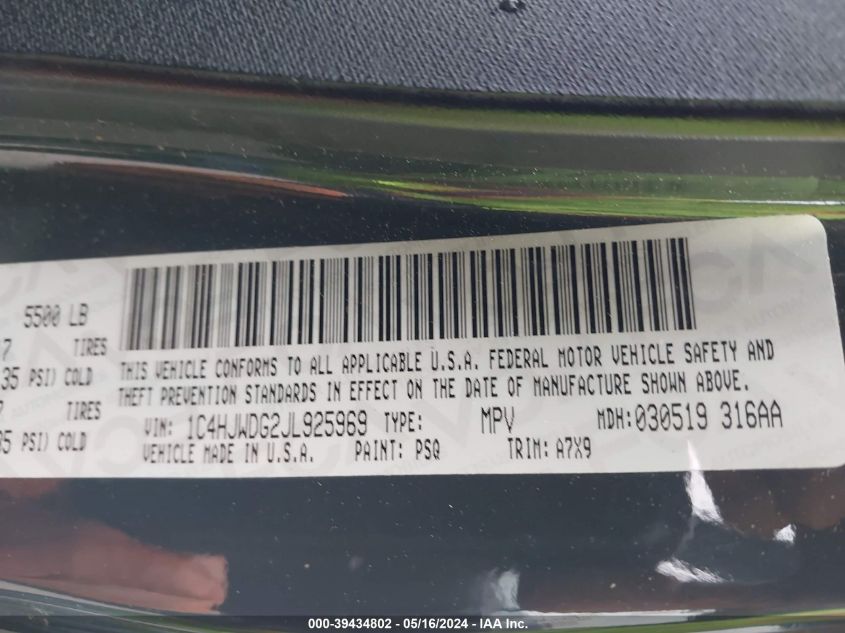 5500 LB
7 TIRES
35 PSI) COLD
TIRES
35 PSI) COLD
THIS VEHICLE CONFORMS TO ALL APPLICABLE U.S.A. FEDERAL MOTOR VEHICLE SAFETY AND
THEFT PREVENTION STANDARDS IN EFFECT ON THE DATE OF MANUFACTURE SHOWN ABOVE.
VIN: 1C4HJWDG2JL925969 TYPE: MPV MDH:030519 316AA
VEHICLE MADE IN U.S.A. PAINT: PSQ TRIM: A7X9
000-39434802 - 05/16/2024 - IAA Inc.